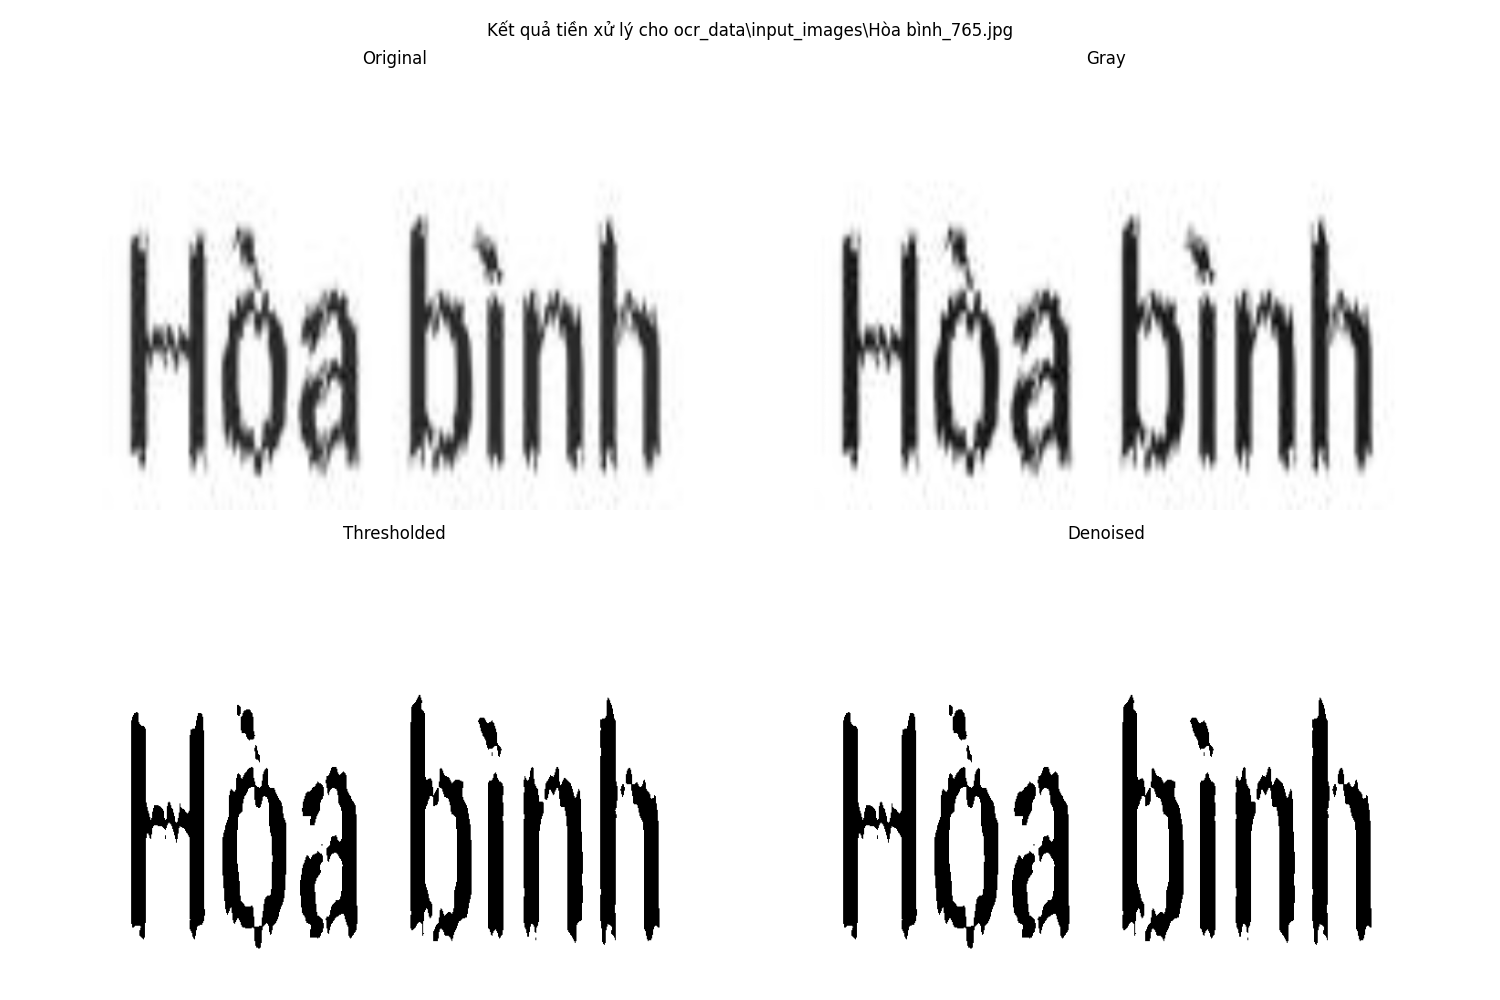 Kết quả tiền xử lý cho ocr_data\input_images\Hòa bình_765.jpg
Original
Gray
Hòa bình
Hòa bình
Thresholded
Denoised
Hòa bình
Hòa bình